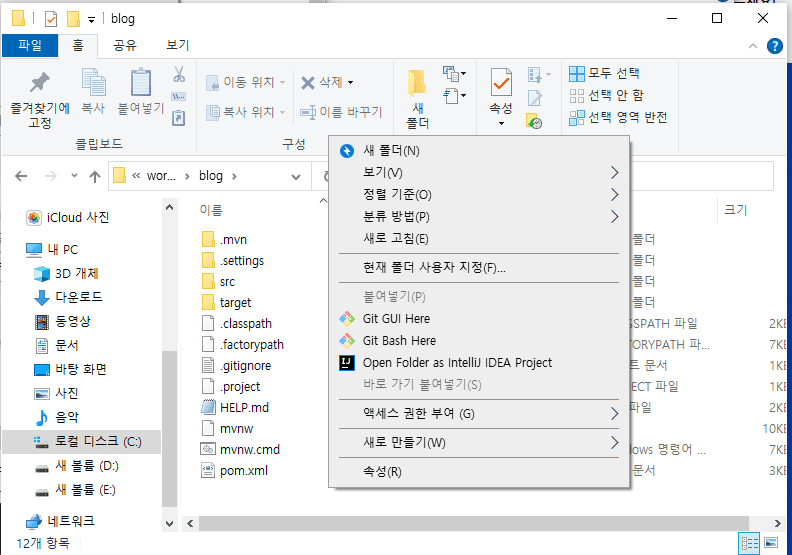 blog
파일 홈 공유 보기
즐겨찾기에 고정
복사
붙여넣기
클립보드
이동 위치
복사 위치
삭제
이름 바꾸기
구성
새 폴더
속성
모두 선택
선택 안 함
선택 영역 반전
« wor... › blog ›
iCloud 사진
내 PC
3D 개체
다운로드
동영상
문서
바탕 화면
사진
음악
로컬 디스크 (C:)
새 볼륨 (D:)
새 볼륨 (E:)
네트워크
이름
크기
.mvn
.settings
src
target
.classpath
.factorypath
.gitignore
.project
HELP.md
mvnw
mvnw.cmd
pom.xml
새 폴더(N)
보기(V)
정렬 기준(O)
분류 방법(P)
새로 고침(E)
현재 폴더 사용자 지정(F)...
붙여넣기(P)
Git GUI Here
Git Bash Here
Open Folder as IntelliJ IDEA Project
바로 가기 붙여넣기(S)
액세스 권한 부여 (G)
새로 만들기(W)
속성(R)
폴더
폴더
폴더
폴더
SSPATH 파일 2KB
TORYPATH 파... 7KB
트 문서 1KB
ECT 파일 1KB
파일 2KB
10KB
dows 명령어 ... 7KB
문서 3KB
12개 항목